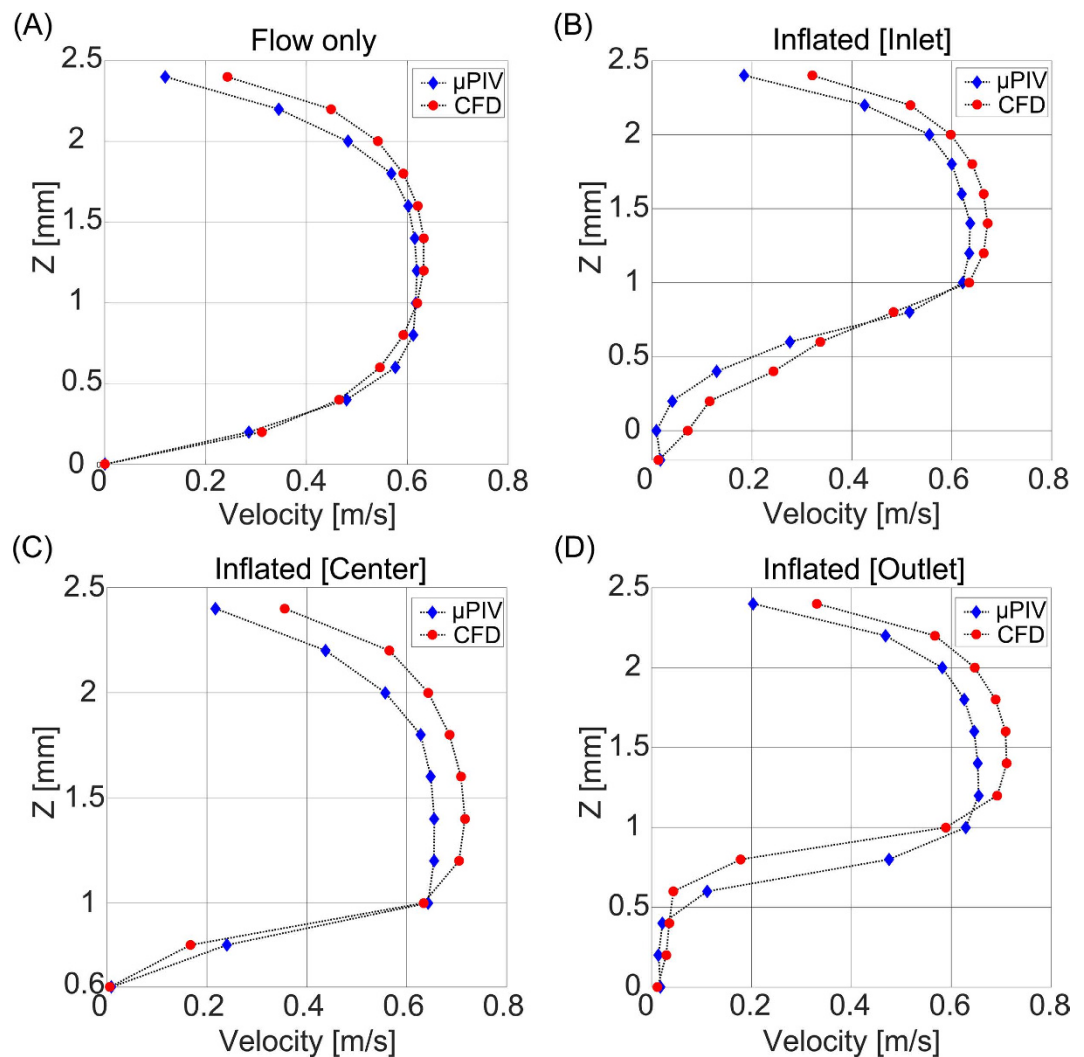 (A)
Flow only
2.5
2
1.5
1
0.5
0
Z [mm]
µPIV
CFD
0 0.2 0.4 0.6 0.8
Velocity [m/s]
(B)
Inflated [Inlet]
2.5
2
1.5
1
0.5
0
Z [mm]
µPIV
CFD
0 0.2 0.4 0.6 0.8
Velocity [m/s]
(C)
Inflated [Center]
2.5
2
1.5
1
0.6
Z [mm]
µPIV
CFD
0 0.2 0.4 0.6 0.8
Velocity [m/s]
(D)
Inflated [Outlet]
2.5
2
1.5
1
0.5
0
Z [mm]
µPIV
CFD
0 0.2 0.4 0.6 0.8
Velocity [m/s]